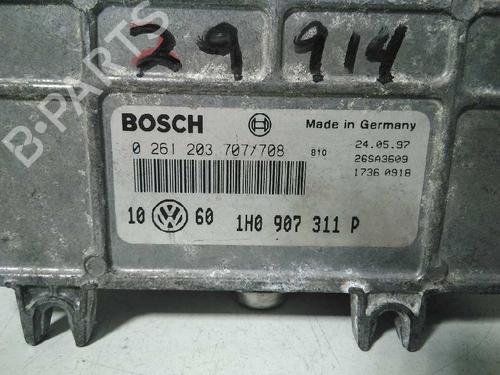 29 914
B-PARTS
BOSCH
Made in Germany
0 261 203 707/708 810
24.05.97
26SA3609
1736 0918
10 VW 60 1H0 907 311 P